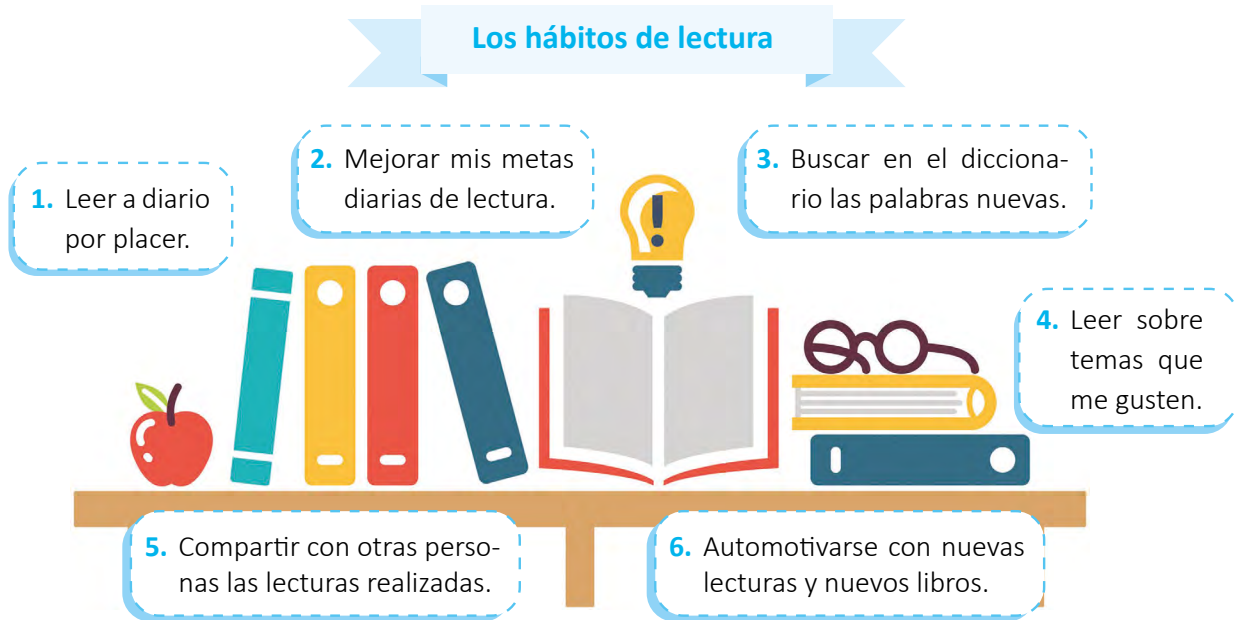 Los hábitos de lectura
1. Leer a diario
por placer.
2. Mejorar mis metas
diarias de lectura.
3. Buscar en el dicciona-
rio las palabras nuevas.
4. Leer sobre
temas que
me gusten.
5. Compartir con otras perso-
nas las lecturas realizadas.
6. Automotivarse con nuevas
lecturas y nuevos libros.